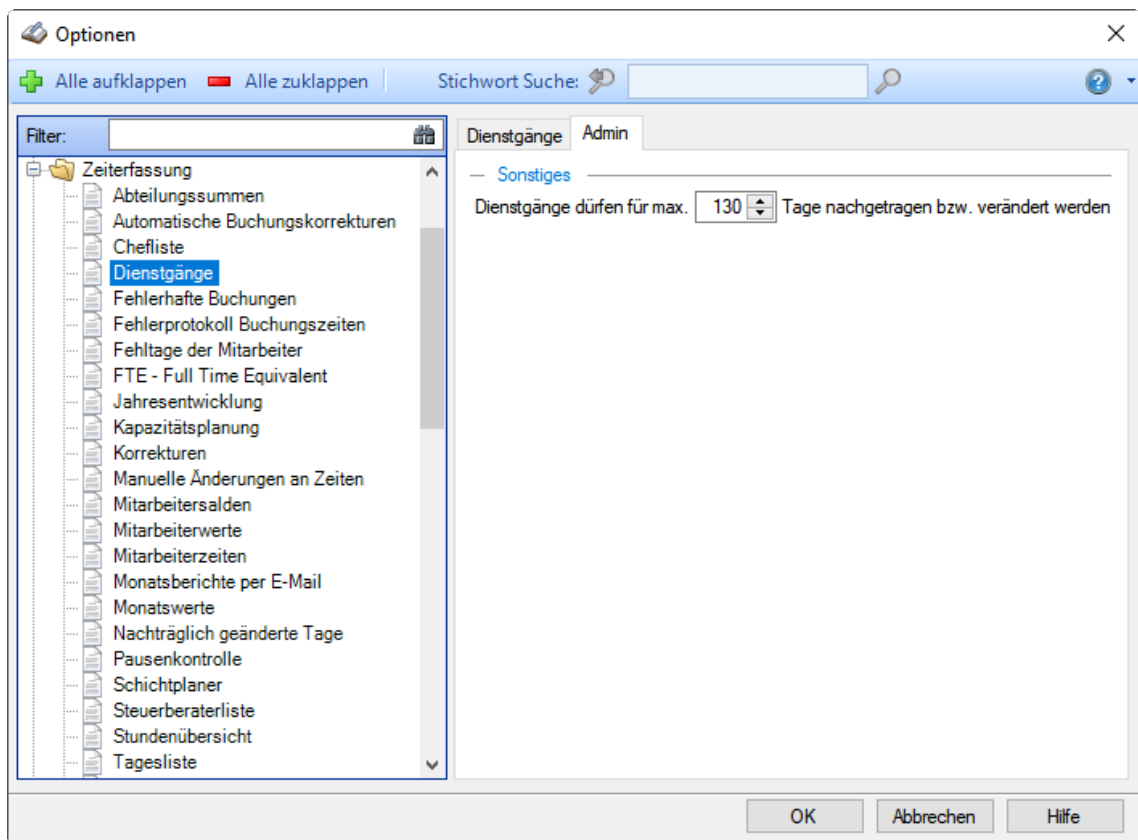 Optionen
Alle aufklappen Alle zuklappen Stichwort Suche:
Filter:
Zeiterfassung
Abteilungssummen
Automatische Buchungskorrekturen
Chefliste
Dienstgänge
Fehlerhafte Buchungen
Fehlerprotokoll Buchungszeiten
Fehltage der Mitarbeiter
FTE - Full Time Equivalent
Jahresentwicklung
Kapazitätsplanung
Korrekturen
Manuelle Änderungen an Zeiten
Mitarbeitersalden
Mitarbeiterwerte
Mitarbeiterzeiten
Monatsberichte per E-Mail
Monatswerte
Nachträglich geänderte Tage
Pausenkontrolle
Schichtplaner
Steuerberaterliste
Stundenübersicht
Tagesliste
Dienstgänge Admin
Sonstiges
Dienstgänge dürfen für max. 130 Tage nachgetragen bzw. verändert werden
OK Abbrechen Hilfe